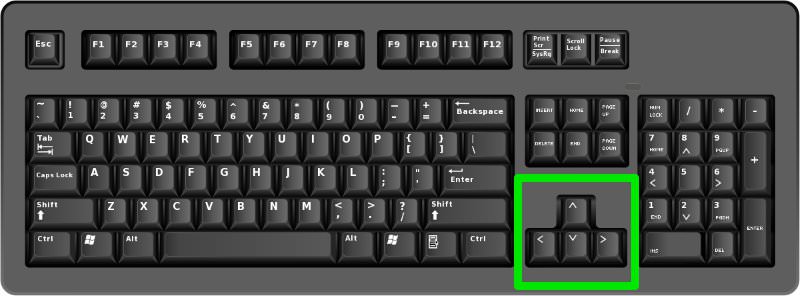 Esc F1 F2 F3 F4 F5 F6 F7 F8 F9 F10 F11 F12 Print Scr SysRq Scroll Lock Pause Break
~ ` ! 1 @ 2 # 3 $ 4 % 5 ^ 6 & 7 * 8 ( 9 ) 0 – - + = Backspace INSERT HOME PAGE UP NUM LOCK / * -
Tab Q W E R T Y U I O P { [ } ] | \ DELETE END PAGE DOWN 7 HOME 8 9 PGUP +
Caps Lock A S D F G H J K L : ; " ' Enter 4 5 6
Shift Z X C V B N M < , > . ? / Shift 1 END 2 3 PGDN ENTER
Ctrl Alt Alt Ctrl INS DEL